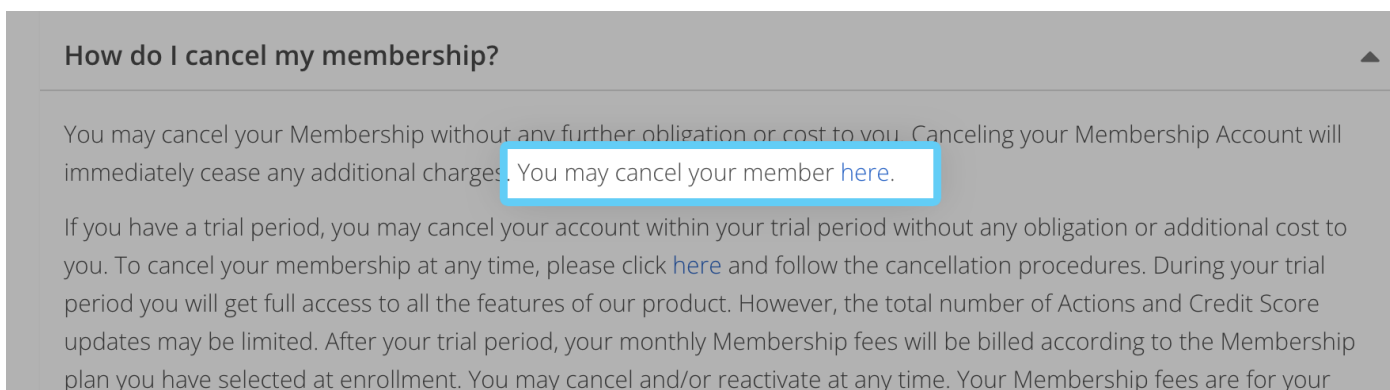 How do I cancel my membership?
You may cancel your Membership without any further obligation or cost to you. Canceling your Membership Account will
immediately cease any additional charges. You may cancel your member here.
If you have a trial period, you may cancel your account within your trial period without any obligation or additional cost to
you. To cancel your membership at any time, please click here and follow the cancellation procedures. During your trial
period you will get full access to all the features of our product. However, the total number of Actions and Credit Score
updates may be limited. After your trial period, your monthly Membership fees will be billed according to the Membership
plan you have selected at enrollment. You may cancel and/or reactivate at any time. Your Membership fees are for your